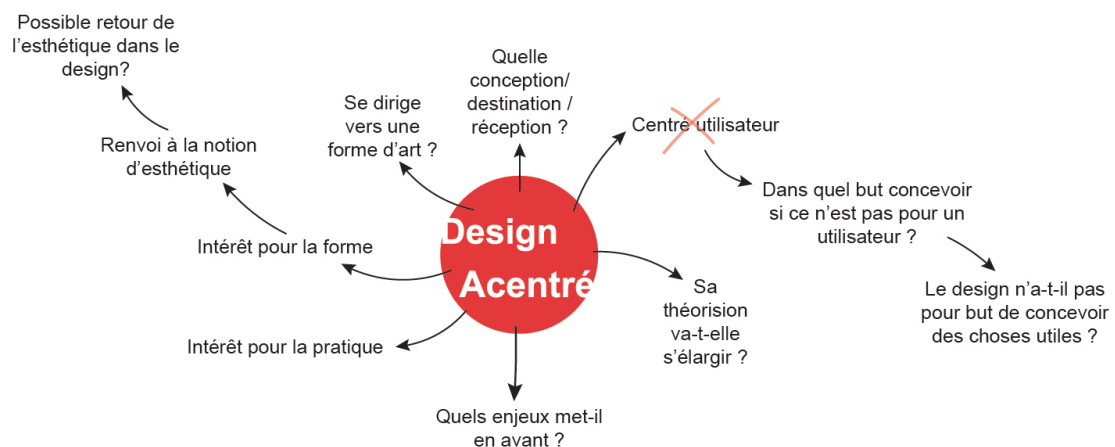 Possible retour de
l'esthétique dans le
design?
Renvoi à la notion
d'esthétique
Intérêt pour la forme
Intérêt pour la pratique
Se dirige
vers une
forme d'art ?
Quelle
conception/
destination /
réception ?
Centré utilisateur
Dans quel but concevoir
si ce n'est pas pour un
utilisateur ?
Le design n'a-t-il pas
pour but de concevoir
des choses utiles ?
Design
Acentré
Sa
théorision
va-t-elle
s'élargir ?
Quels enjeux met-il
en avant ?